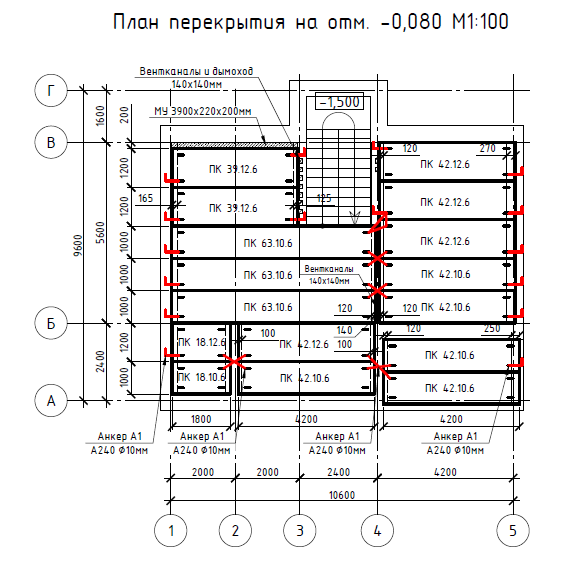 План перекрытия на отм. -0,080 М1:100
Вентканалы и дымоход
140х140мм
МУ 3900х220х200мм
-1,500
Г
В
Б
А
1600
200
1200
1200
1000
1000
1000
1200
1000
5600
2400
9600
120
270
ПК 39.12.6
ПК 42.12.6
165
125
ПК 39.12.6
ПК 42.12.6
ПК 63.10.6
ПК 42.12.6
ПК 63.10.6
Вентканалы
140х140мм
ПК 42.10.6
ПК 63.10.6
120
120
ПК 42.10.6
100
140
120
250
ПК 18.12.6
ПК 42.12.6
100
ПК 42.10.6
ПК 18.10.6
ПК 42.10.6
ПК 42.10.6
1800
4200
4200
Анкер А1
А240 Ф10мм
Анкер А1
А240 Ф10мм
Анкер А1
А240 Ф10мм
Анкер А1
А240 Ф10мм
2000
2000
2400
4200
10600
1
2
3
4
5